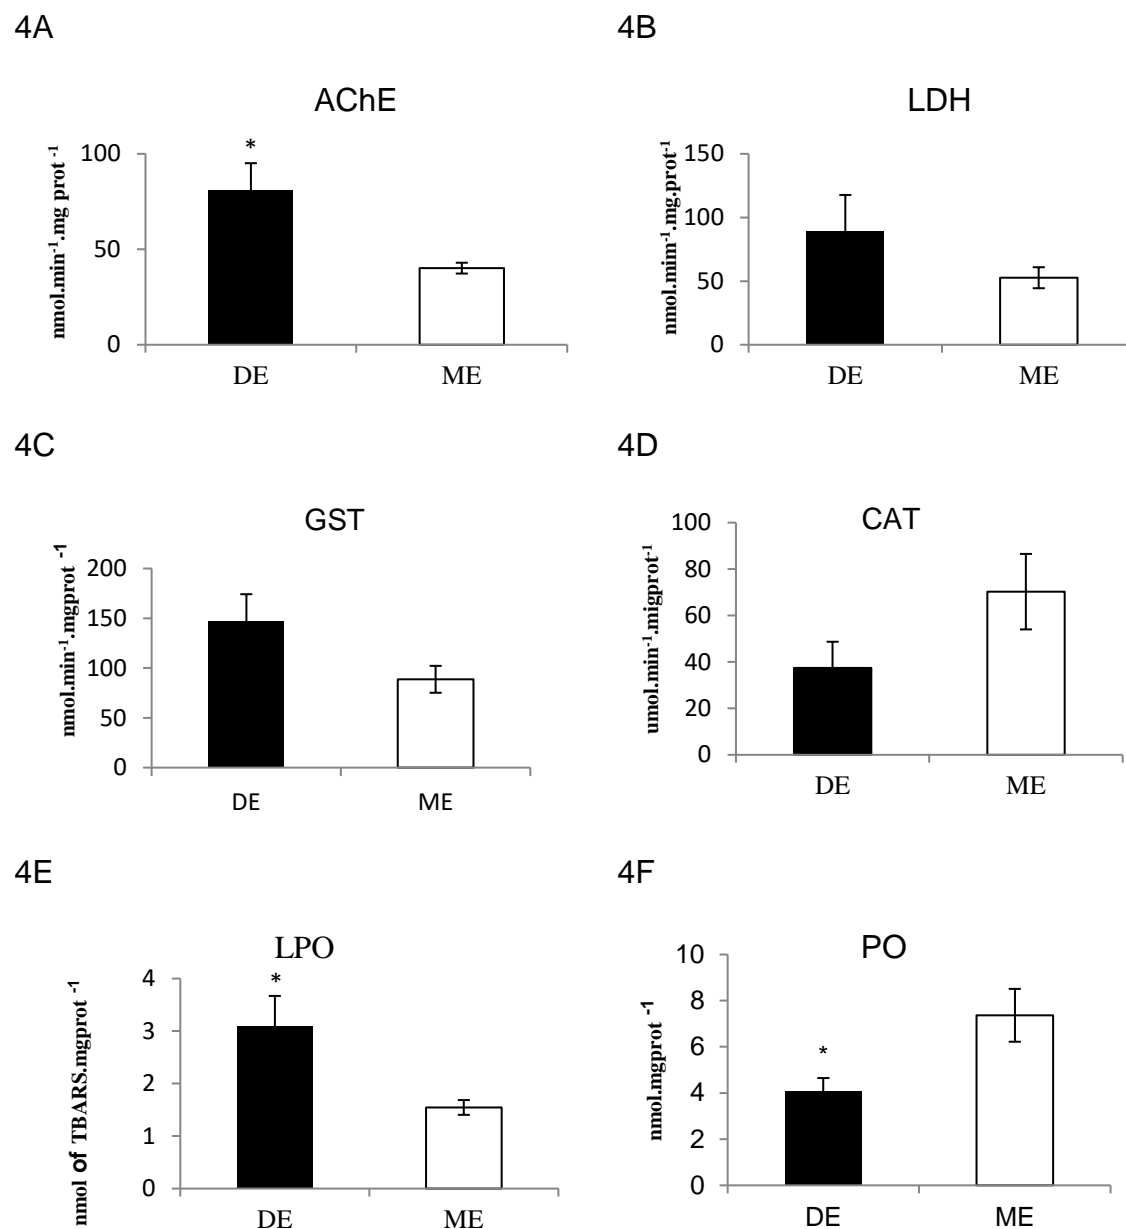 4A
AChE
nmol.min⁻¹.mg prot ⁻¹
100
50
0
*
DE
ME
4B
LDH
nmol.mim⁻¹.mg.prot⁻¹
150
100
50
0
DE
ME
4C
GST
nmol.min⁻¹.mgprot ⁻¹
200
150
100
50
0
DE
ME
4D
CAT
umol.min⁻¹.migprot⁻¹
100
80
60
40
20
0
DE
ME
4E
LPO
nmol of TBARS.mgprot ⁻¹
4
3
2
1
0
*
DE
ME
4F
PO
nmol.mgprot ⁻¹
10
8
6
4
2
0
*
DE
ME